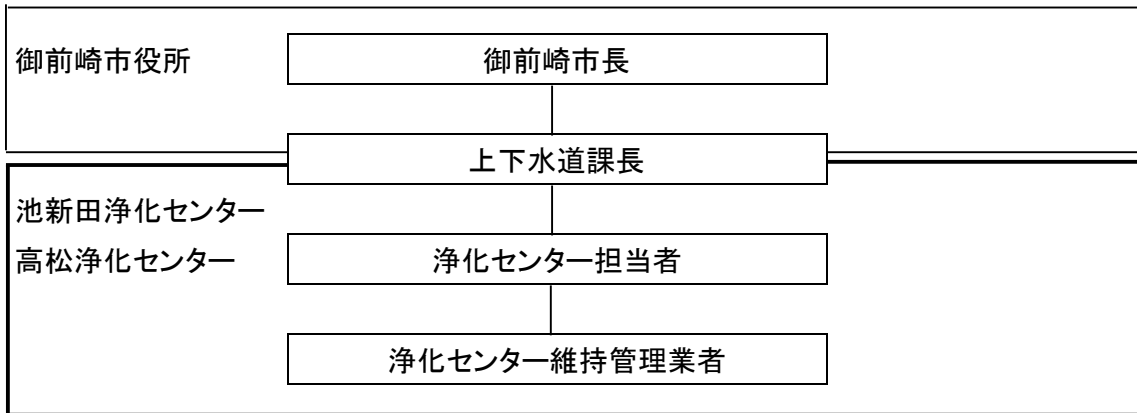 御前崎市役所
御前崎市長
上下水道課長
池新田浄化センター
高松浄化センター
浄化センター担当者
浄化センター維持管理業者